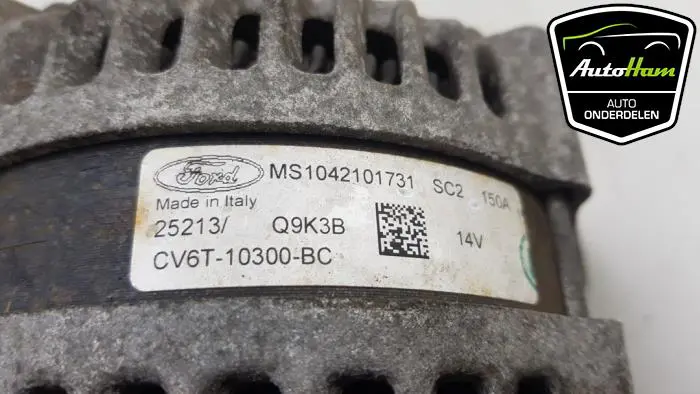 AutoHam
AUTO
ONDERDELEN
Ford MS1042101731 SC2 150A
Made in Italy
25213/ Q9K3B 14V
CV6T-10300-BC